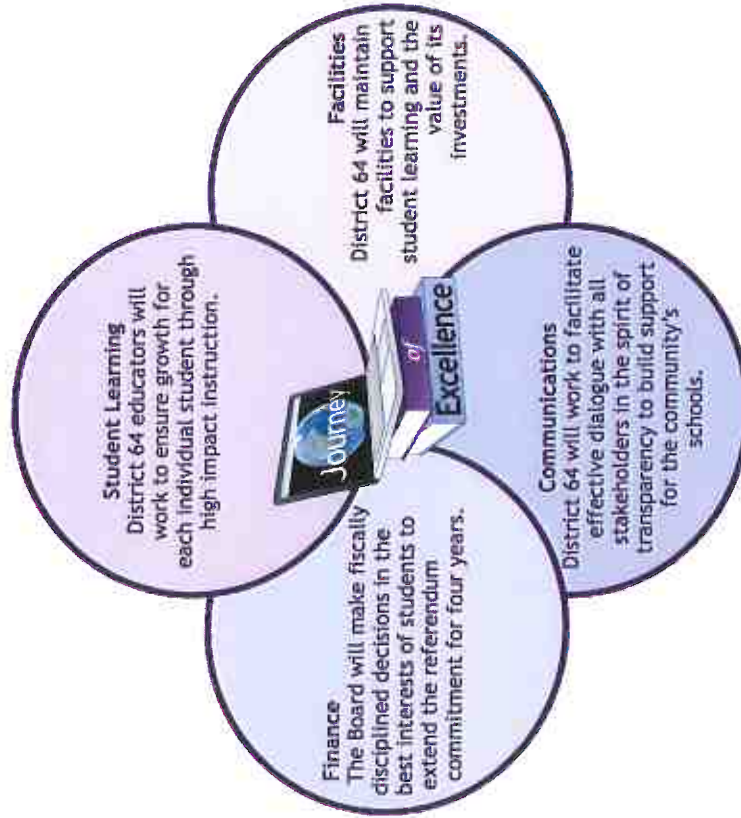 Student Learning
District 64 educators will
work to ensure growth for
each individual student through
high impact instruction.
Finance
The Board will make fiscally
disciplined decisions in the
best interests of students to
extend the referendum
commitment for four years.
Journey
of
Excellence
Facilities
District 64 will maintain
facilities to support
student learning and the
value of its
investments.
Communications
District 64 will work to facilitate
effective dialogue with all
stakeholders in the spirit of
transparency to build support
for the community's
schools.